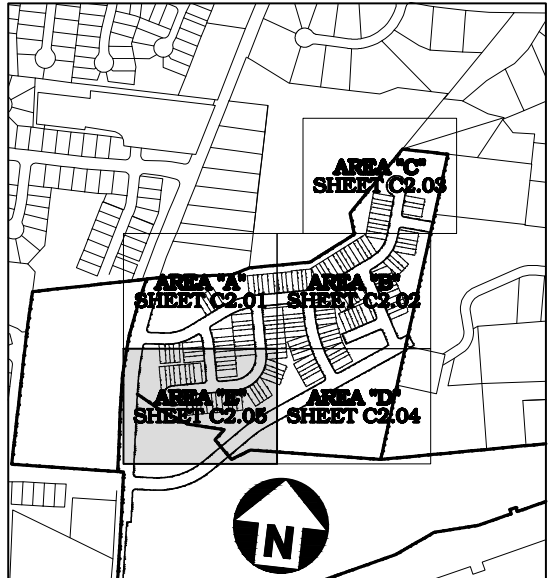 AREA "C"
SHEET C2.03
AREA "A"
SHEET C2.01
AREA "B"
SHEET C2.02
AREA "E"
SHEET C2.05
AREA "D"
SHEET C2.04
N